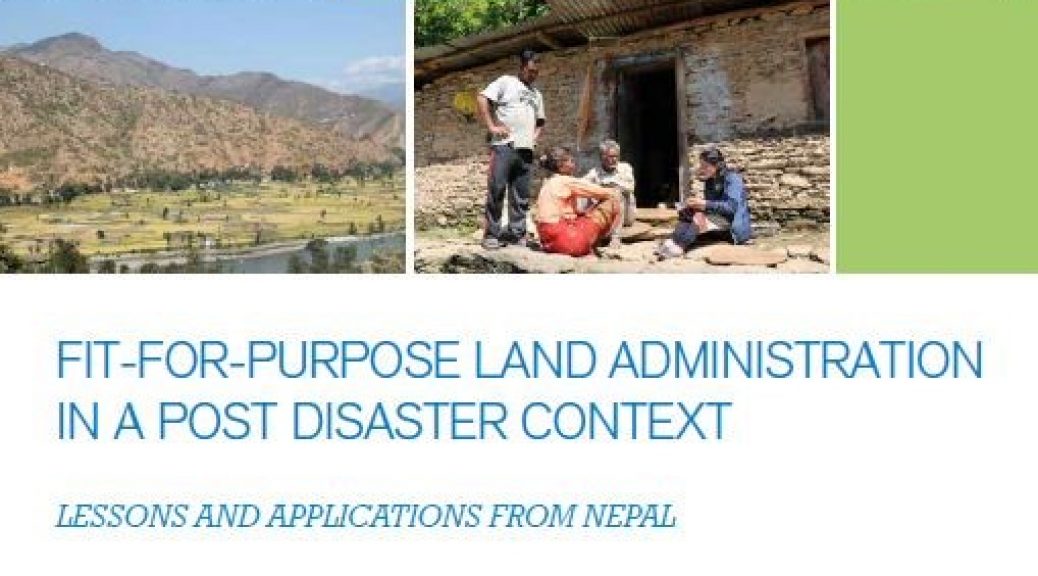 FIT-FOR-PURPOSE LAND ADMINISTRATION
IN A POST DISASTER CONTEXT
LESSONS AND APPLICATIONS FROM NEPAL